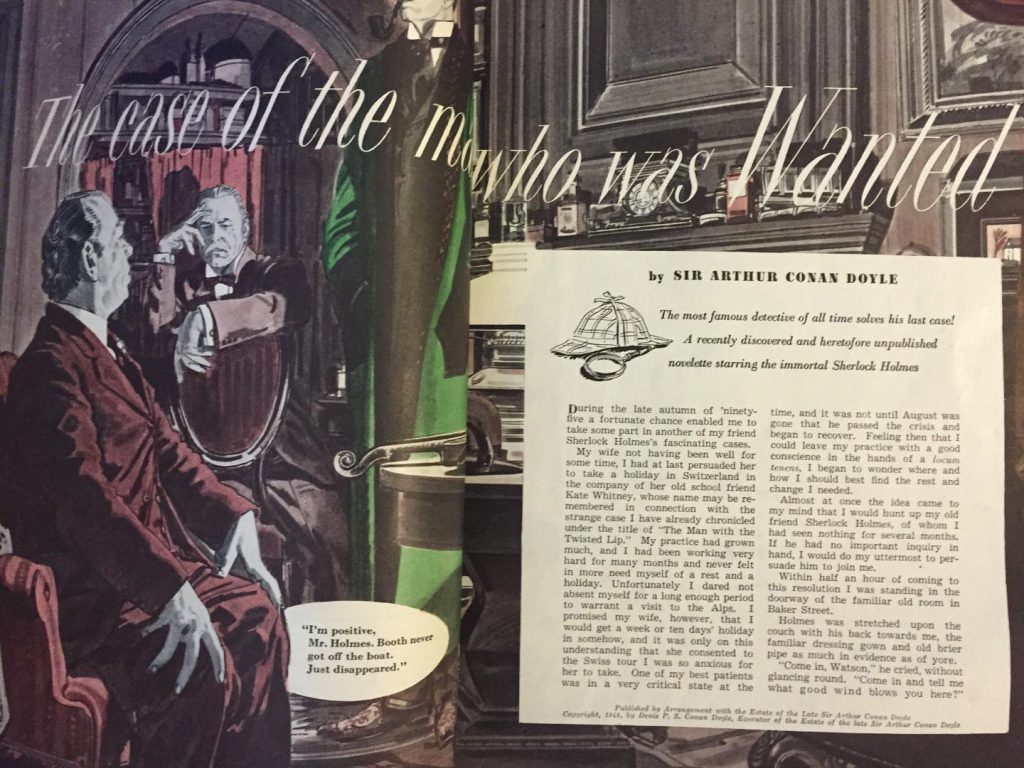 The case of the
who was Wanted
by SIR ARTHUR CONAN DOYLE
The most famous detective of all time solves his last case!
A recently discovered and heretofore unpublished
novelette starring the immortal Sherlock Holmes
During the late autumn of 'ninety-
five a fortunate chance enabled me to
take some part in another of my friend
Sherlock Holmes's fascinating cases.
My wife not having been well for
some time, I had at last persuaded her
to take a holiday in Switzerland in
the company of her old school friend
Kate Whitney, whose name may be re-
membered in connection with the
strange case I have already chronicled
under the title of "The Man with the
Twisted Lip." My practice had grown
much, and I had been working very
hard for many months and never felt
in more need myself of a rest and a
holiday. Unfortunately I dared not
absent myself for a long enough period
to warrant a visit to the Alps. I
promised my wife, however, that I
would get a week or ten days' holiday
in somehow, and it was only on this
understanding that she consented to
the Swiss tour I was so anxious for
her to take. One of my best patients
was in a very critical state at the
time, and it was not until August was
gone that he passed the crisis and
began to recover. Feeling then that I
could leave my practice with a good
conscience in the hands of a locum
tenens, I began to wonder where and
how I should best find the rest and
change I needed.
Almost at once the idea came to
my mind that I would hunt up my old
friend Sherlock Holmes, of whom I
had seen nothing for several months.
If he had no important inquiry in
hand, I would do my uttermost to per-
suade him to join me.
Within half an hour of coming to
this resolution I was standing in the
doorway of the familiar old room in
Baker Street.
Holmes was stretched upon the
couch with his back towards me, the
familiar dressing gown and old brier
pipe as much in evidence as of yore.
"Come in, Watson," he cried, without
glancing round. "Come in and tell me
what good wind blows you here?"
Published by Arrangement with the Estate of the Late Sir Arthur Conan Doyle
Copyright, 1948, by Denis P. S. Conan Doyle, Executor of the Estate of the late Sir Arthur Conan Doyle
"I'm positive,
Mr. Holmes. Booth never
got off the boat.
Just disappeared."